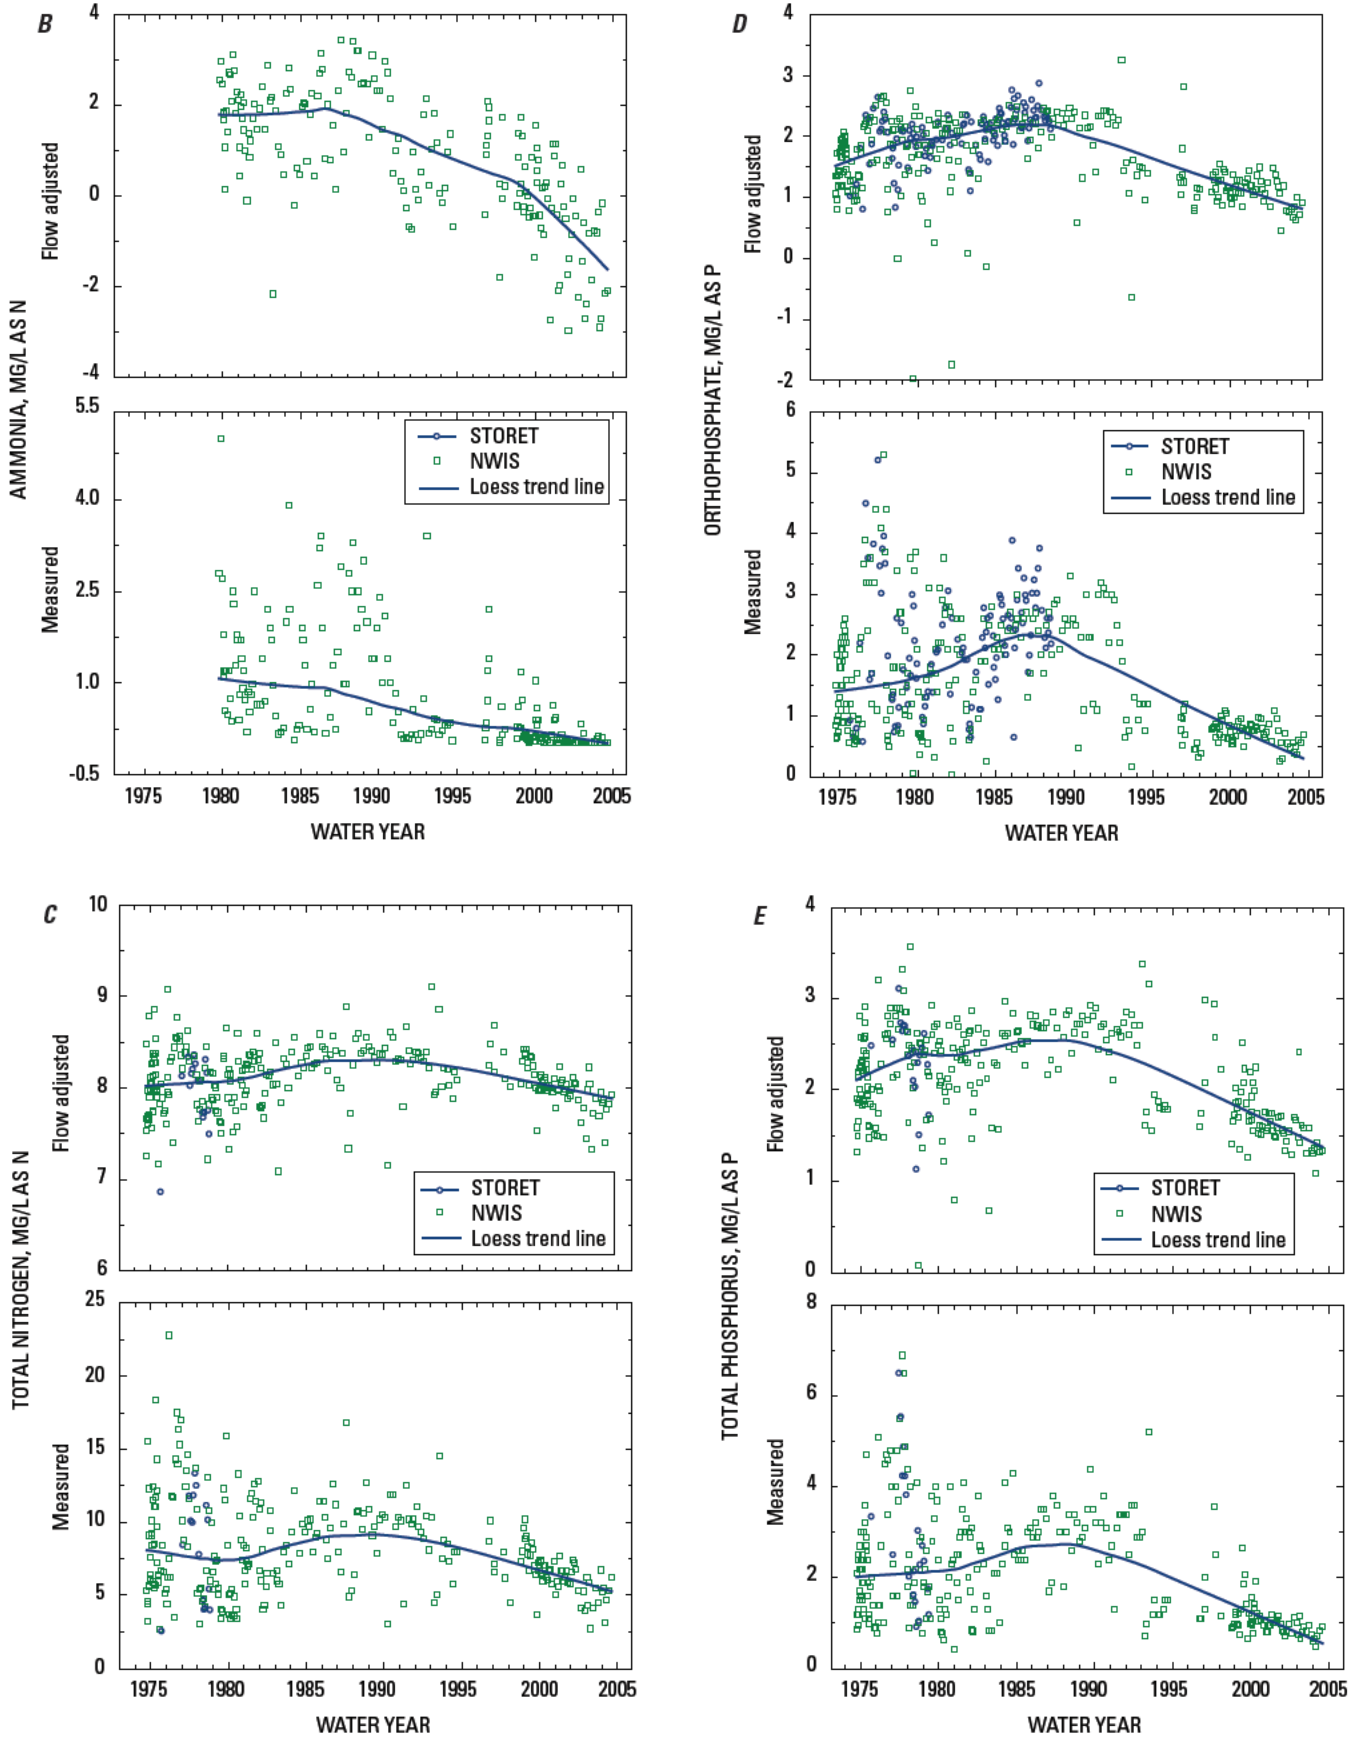 B
AMMONIA, MG/L AS N
Flow adjusted
4
2
0
-2
-4
Measured
5.5
4.0
2.5
1.0
-0.5
STORET
NWIS
Loess trend line
1975 1980 1985 1990 1995 2000 2005
WATER YEAR
D
ORTHOPHOSPHATE, MG/L AS P
Flow adjusted
4
3
2
1
0
-1
-2
Measured
6
5
4
3
2
1
0
STORET
NWIS
Loess trend line
1975 1980 1985 1990 1995 2000 2005
WATER YEAR
C
TOTAL NITROGEN, MG/L AS N
Flow adjusted
10
9
8
7
6
STORET
NWIS
Loess trend line
Measured
25
20
15
10
5
0
1975 1980 1985 1990 1995 2000 2005
WATER YEAR
E
TOTAL PHOSPHORUS, MG/L AS P
Flow adjusted
4
3
2
1
0
STORET
NWIS
Loess trend line
Measured
8
6
4
2
0
1975 1980 1985 1990 1995 2000 2005
WATER YEAR